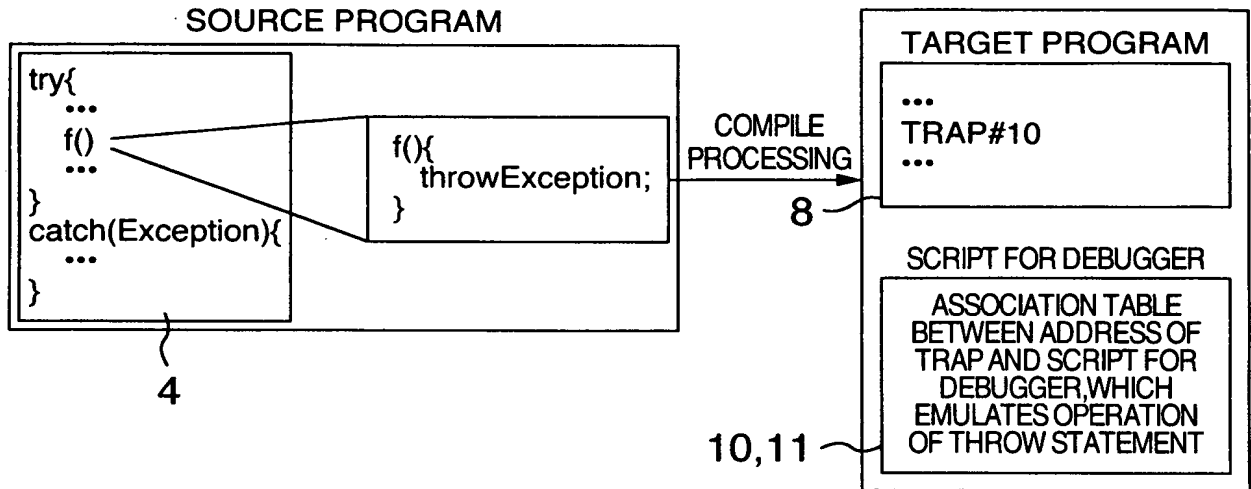 SOURCE PROGRAM
try{
...
f()
...
}
catch(Exception){
...
}
4
f(){
throwException;
}
COMPILE
PROCESSING
TARGET PROGRAM
...
TRAP#10
...
8
SCRIPT FOR DEBUGGER
ASSOCIATION TABLE
BETWEEN ADDRESS OF
TRAP AND SCRIPT FOR
DEBUGGER,WHICH
EMULATES OPERATION
OF THROW STATEMENT
10,11